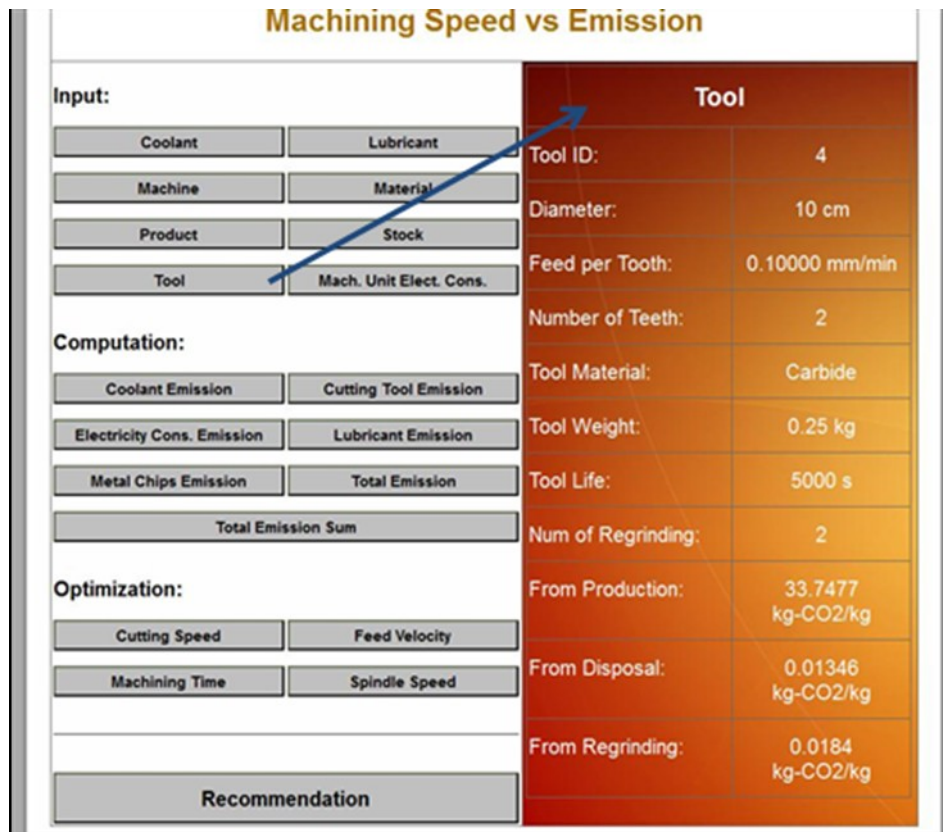 Machining Speed vs Emission
Input:
Coolant
Lubricant
Machine
Material
Product
Stock
Tool
Mach. Unit Elect. Cons.
Computation:
Coolant Emission
Cutting Tool Emission
Electricity Cons. Emission
Lubricant Emission
Metal Chips Emission
Total Emission
Total Emission Sum
Optimization:
Cutting Speed
Feed Velocity
Machining Time
Spindle Speed
Recommendation
Tool
Tool ID: 4
Diameter: 10 cm
Feed per Tooth: 0.10000 mm/min
Number of Teeth: 2
Tool Material: Carbide
Tool Weight: 0.25 kg
Tool Life: 5000 s
Num of Regrinding: 2
From Production: 33.7477
kg-CO2/kg
From Disposal: 0.01346
kg-CO2/kg
From Regrinding: 0.0184
kg-CO2/kg